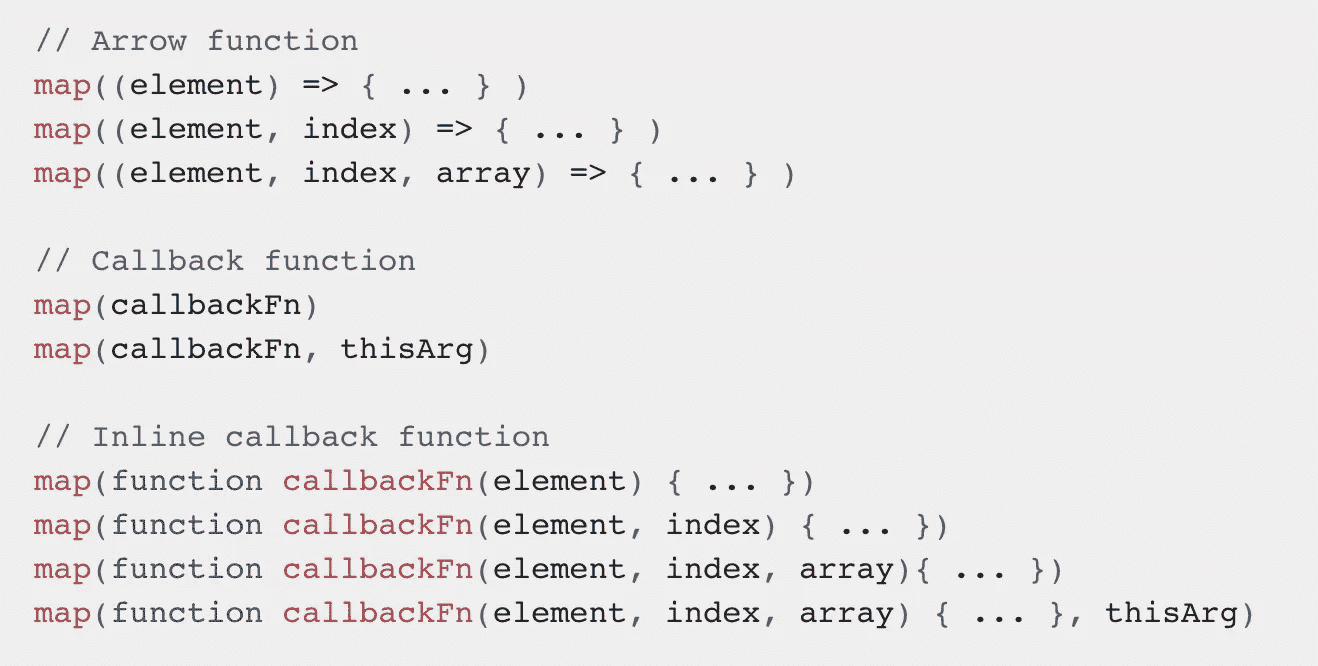 // Arrow function
map((element) => { ... } )
map((element, index) => { ... } )
map((element, index, array) => { ... } )
// Callback function
map(callbackFn)
map(callbackFn, thisArg)
// Inline callback function
map(function callbackFn(element) { ... })
map(function callbackFn(element, index) { ... })
map(function callbackFn(element, index, array){ ... })
map(function callbackFn(element, index, array) { ... }, thisArg)